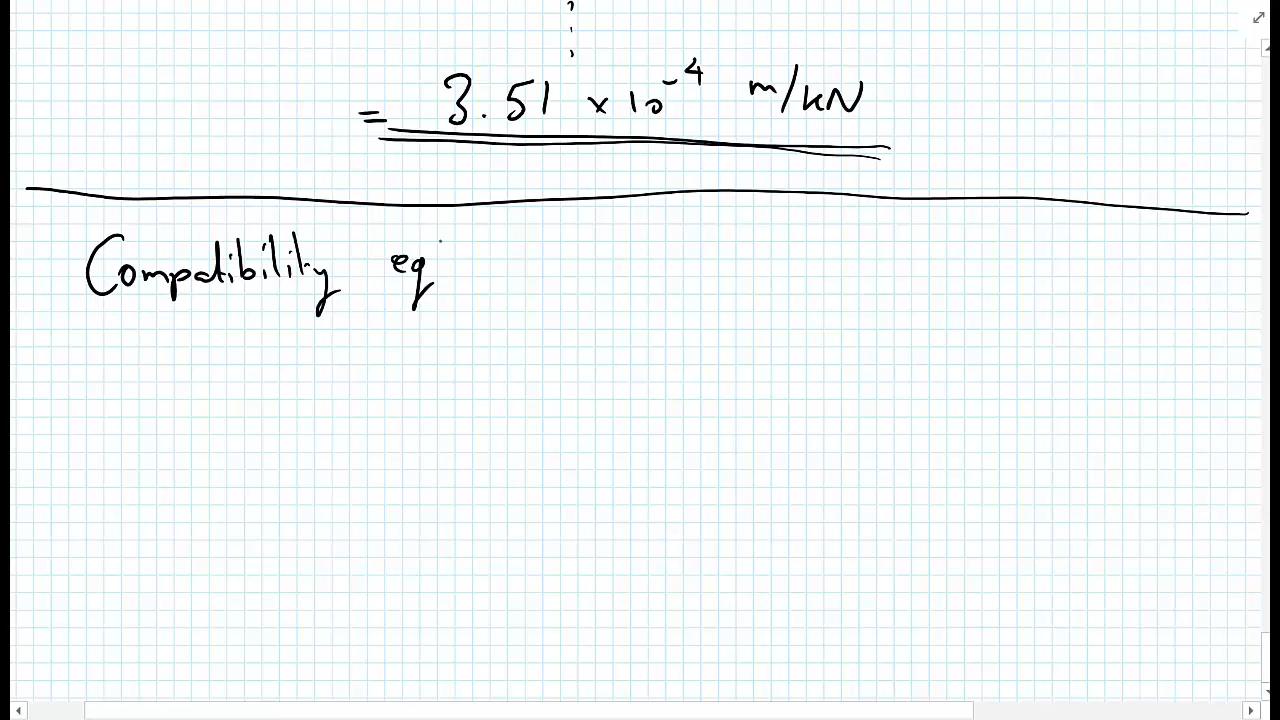 = 3.51 × 10⁻⁴ m/kN
Compatibility eq